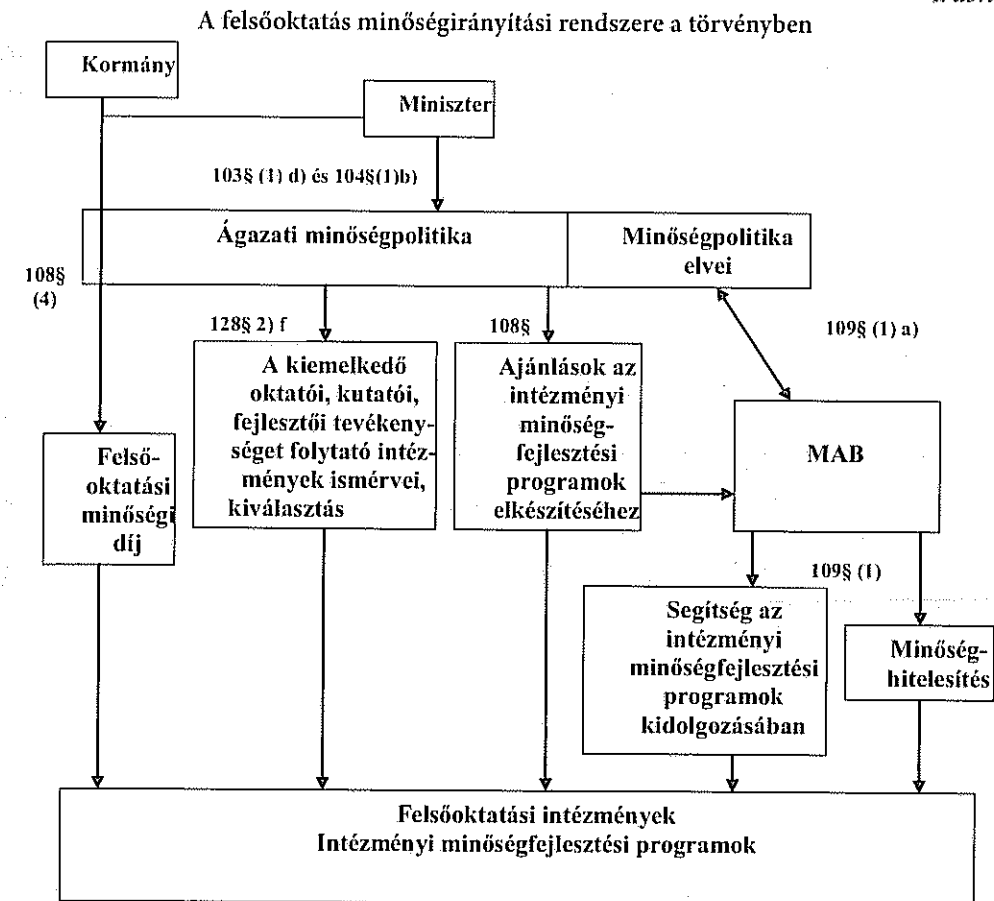 A felsőoktatás minőségirányítási rendszere a törvényben
Kormány
Miniszter
103§ (1) d) és 104§(1)b)
Ágazati minőségpolitika
Minőségpolitika
elvei
108§
(4)
128§ 2) f
108§
109§ (1) a)
A kiemelkedő
oktatói, kutatói,
fejlesztői tevékeny-
séget folytató intéz-
mények ismérvei,
kiválasztás
Ajánlások az
intézményi
minőség-
fejlesztési
programok
elkészítéséhez
MAB
Felső-
oktatási
minőségi
díj
109§ (1)
Segítség az
intézményi
minőségfejlesztési
programok
kidolgozásában
Minőség-
hitelesítés
Felsőoktatási intézmények
Intézményi minőségfejlesztési programok